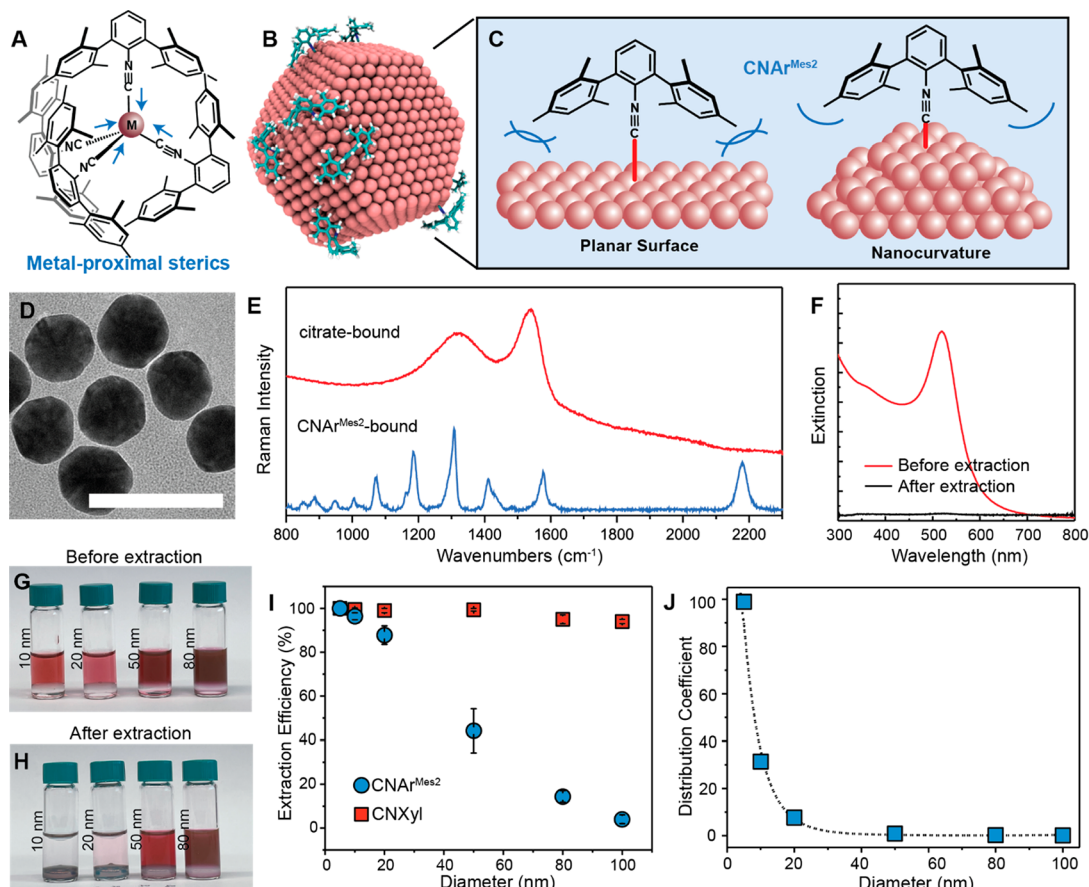 A
N≡C
M
NC
NC
C≡N
Metal-proximal sterics
B
C
CNAr^Mes2
N≡C
N≡C
Planar Surface
Nanocurvature
D
E
citrate-bound
CNAr^Mes2-bound
Raman Intensity
800 1000 1200 1400 1600 1800 2000 2200
Wavenumbers (cm-1)
F
Extinction
Before extraction
After extraction
300 400 500 600 700 800
Wavelength (nm)
Before extraction
G
10 nm
20 nm
50 nm
80 nm
After extraction
H
10 nm
20 nm
50 nm
80 nm
I
Extraction Efficiency (%)
100
80
60
40
20
0
CNAr^Mes2
CNXyl
0 20 40 60 80 100
Diameter (nm)
J
Distribution Coefficient
100
80
60
40
20
0
0 20 40 60 80 100
Diameter (nm)